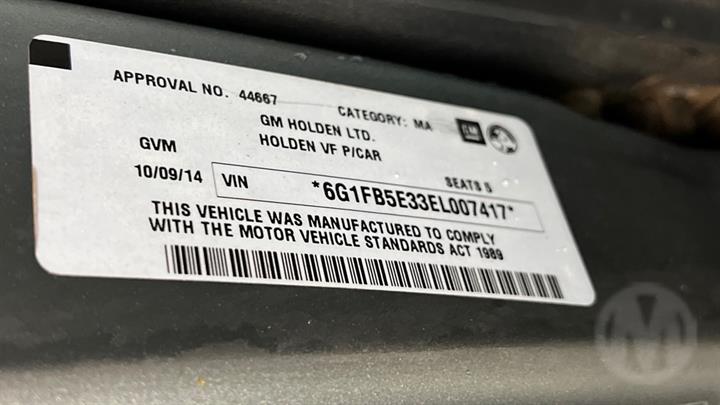 APPROVAL NO. 44667 CATEGORY: MA GM
GM HOLDEN LTD.
GVM HOLDEN VF P/CAR
10/09/14 SEATS 5
VIN *6G1FB5E33EL007417*
THIS VEHICLE WAS MANUFACTURED TO COMPLY
WITH THE MOTOR VEHICLE STANDARDS ACT 1989
M